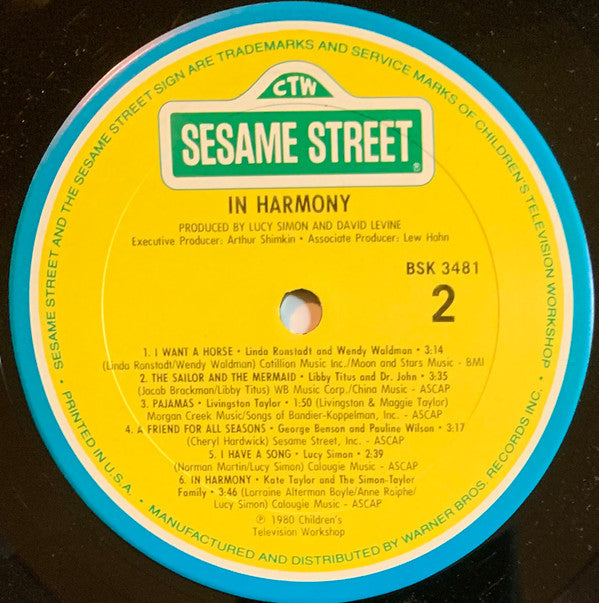 • SESAME STREET AND THE SESAME STREET SIGN ARE TRADEMARKS AND SERVICE MARKS OF CHILDREN'S TELEVISION WORKSHOP •
CTW
SESAME STREET®
IN HARMONY
PRODUCED BY LUCY SIMON AND DAVID LEVINE
Executive Producer: Arthur Shimkin • Associate Producer: Lew Hahn
BSK 3481
2
1. I WANT A HORSE • Linda Ronstadt and Wendy Waldman • 3:14
(Linda Ronstadt/Wendy Waldman) Cotillion Music Inc./Moon and Stars Music - BMI
2. THE SAILOR AND THE MERMAID • Libby Titus and Dr. John • 3:35
(Jacob Brackman/Libby Titus) WB Music Corp./China Music - ASCAP
3. PAJAMAS • Livingston Taylor • 1:50 (Livingston & Maggie Taylor)
Morgan Creek Music/Songs of Bandier-Koppelman, Inc. - ASCAP
4. A FRIEND FOR ALL SEASONS • George Benson and Pauline Wilson • 3:17
(Cheryl Hardwick) Sesame Street, Inc. - ASCAP
5. I HAVE A SONG • Lucy Simon • 2:39
(Norman Martin/Lucy Simon) Calougie Music - ASCAP
6. IN HARMONY • Kate Taylor and The Simon-Taylor
Family • 3:46 (Lorraine Alterman Boyle/Anne Roiphe/
Lucy Simon) Calougie Music - ASCAP
℗ 1980 Children's
Television Workshop
PRINTED IN U.S.A. • MANUFACTURED AND DISTRIBUTED BY WARNER BROS. RECORDS INC. •